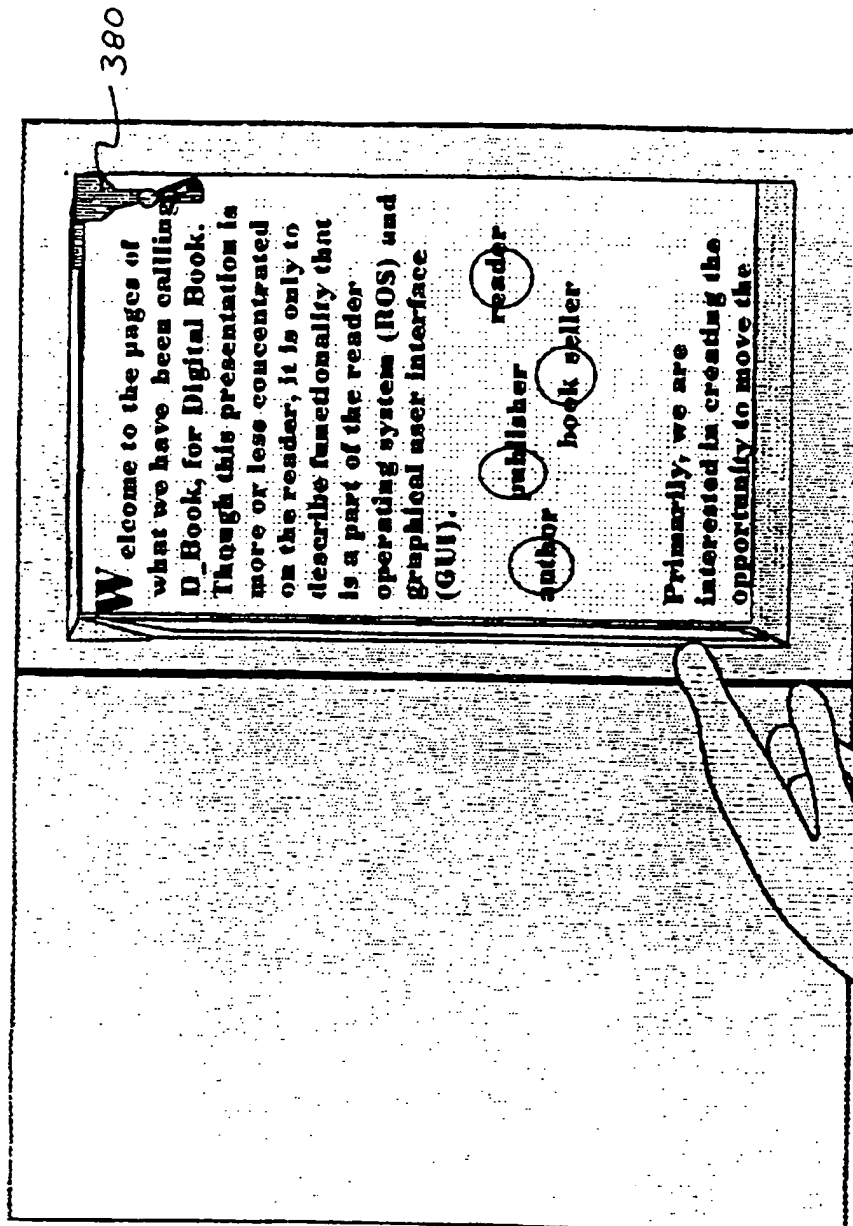 380
Welcome to the pages of
what we have been callling
D_Book, for Digital Book.
Though this presentation is
more or less concentrated
on the reader, it is only to
describe fumedomality that
is a part of the reader
operating system (ROS) und
graphical user interface
(GUI).
author publisher book seller reader
Primarily, we are
interested in creating the
opportunity to move the